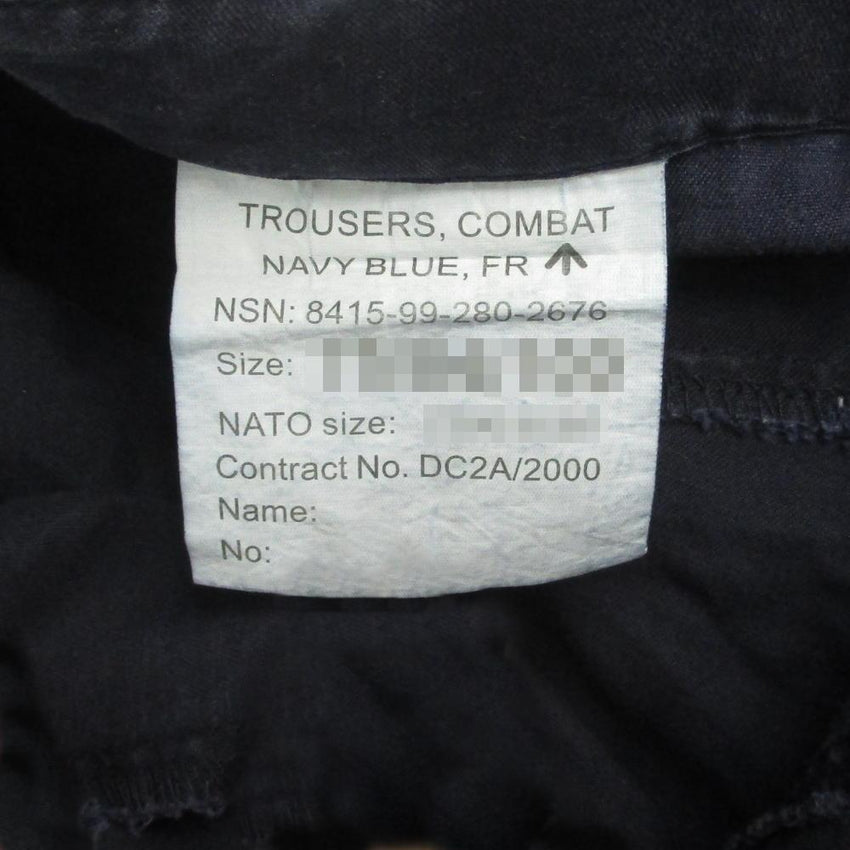 TROUSERS, COMBAT
NAVY BLUE, FR
NSN: 8415-99-280-2676
Size:
NATO size:
Contract No. DC2A/2000
Name:
No: